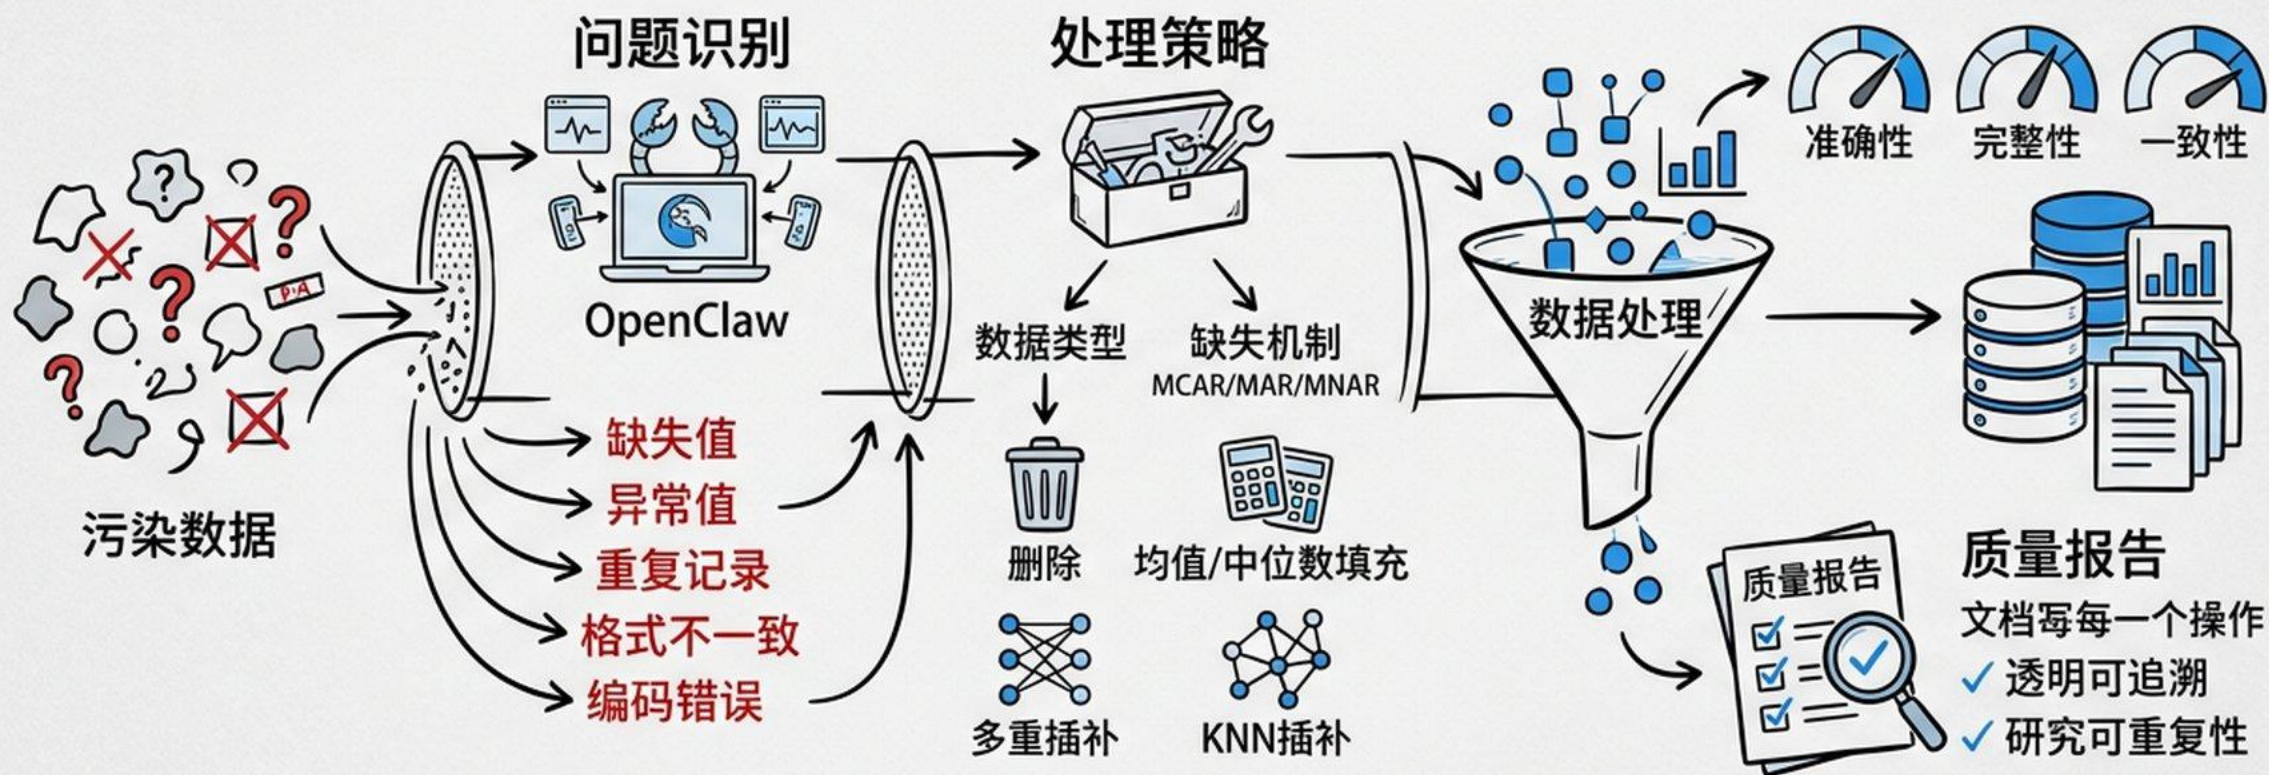 污染数据
问题识别
OpenClaw
缺失值
异常值
重复记录
格式不一致
编码错误
处理策略
数据类型
缺失机制
MCAR/MAR/MNAR
删除
均值/中位数填充
多重插补
KNN插补
数据处理
准确性
完整性
一致性
质量报告
质量报告
文档写每一个操作
✓ 透明可追溯
✓ 研究可重复性